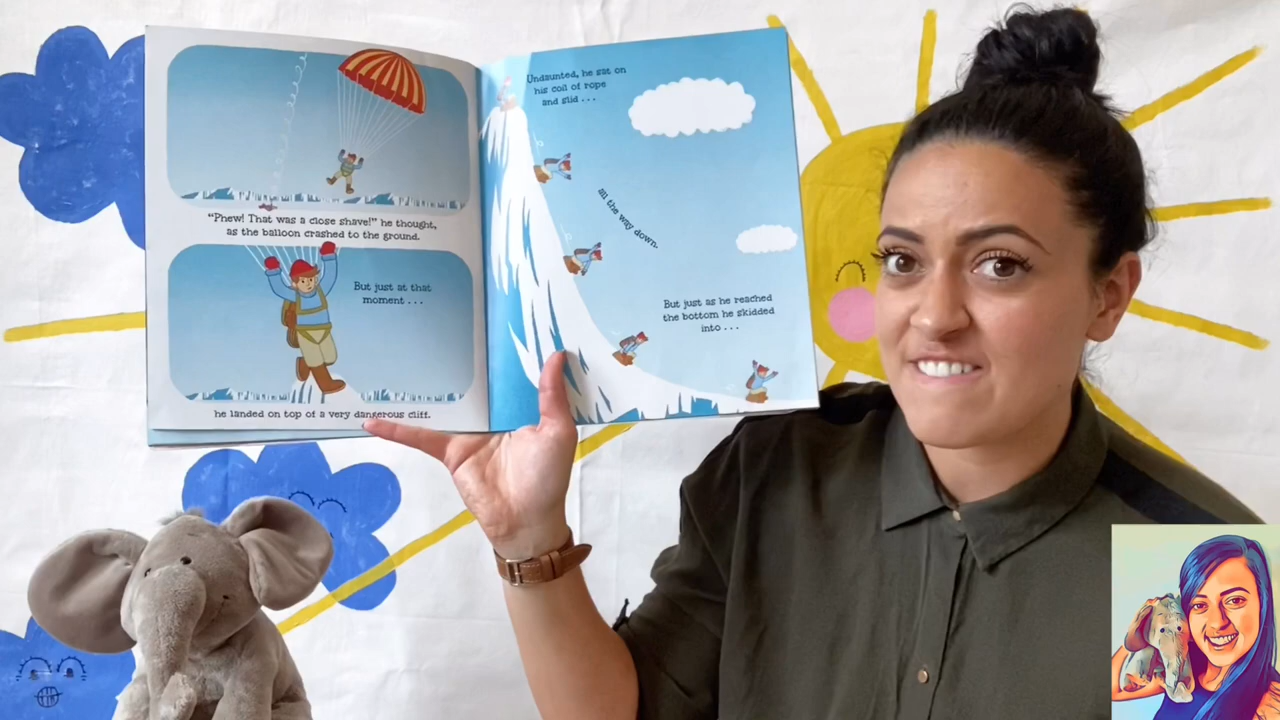 "Phew! That was a close shave!" he thought,
as the balloon crashed to the ground.
But just at that
moment . . .
he landed on top of a very dangerous cliff.
Undaunted, he sat on
his coil of rope
and slid . . .
all the way down.
But just as he reached
the bottom he skidded
into . . .